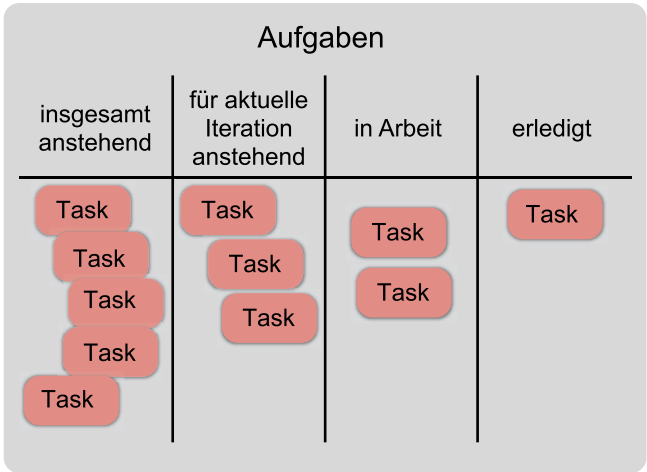 Aufgaben
insgesamt
anstehend
für aktuelle
Iteration
anstehend
in Arbeit
erledigt
Task
Task
Task
Task
Task
Task
Task
Task
Task
Task
Task